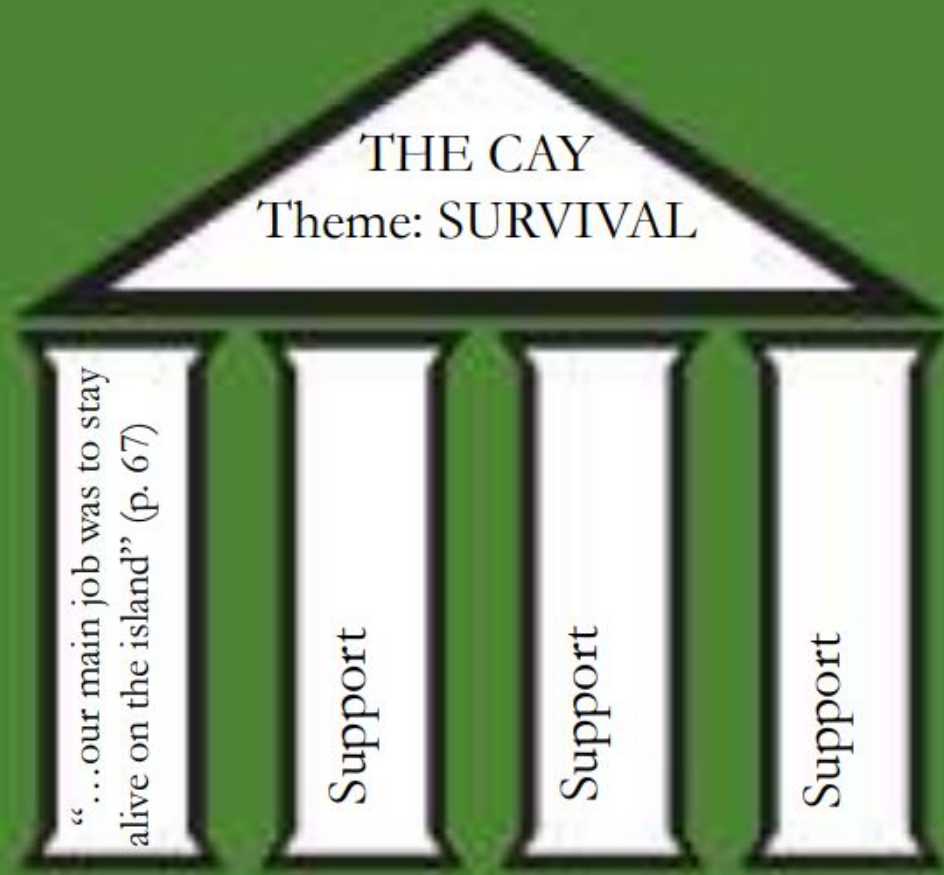 THE CAY
Theme: SURVIVAL
“…our main job was to stay
alive on the island” (p. 67)
Support
Support
Support